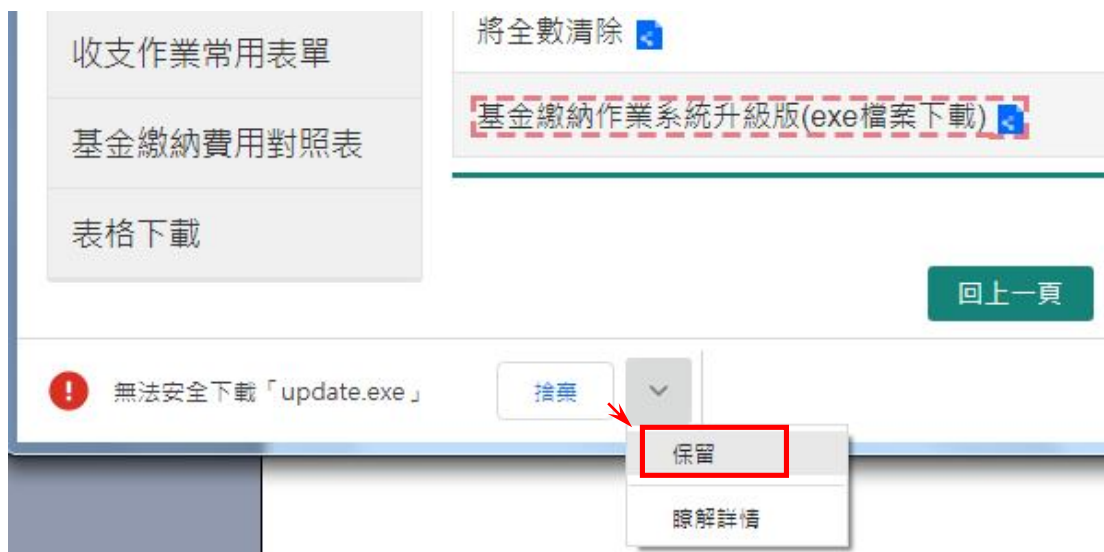 收支作業常用表單
基金繳納費用對照表
表格下載
將全數清除
基金繳納作業系統升級版(exe檔案下載)
回上一頁
無法安全下載「update.exe」
捨棄
保留
瞭解詳情